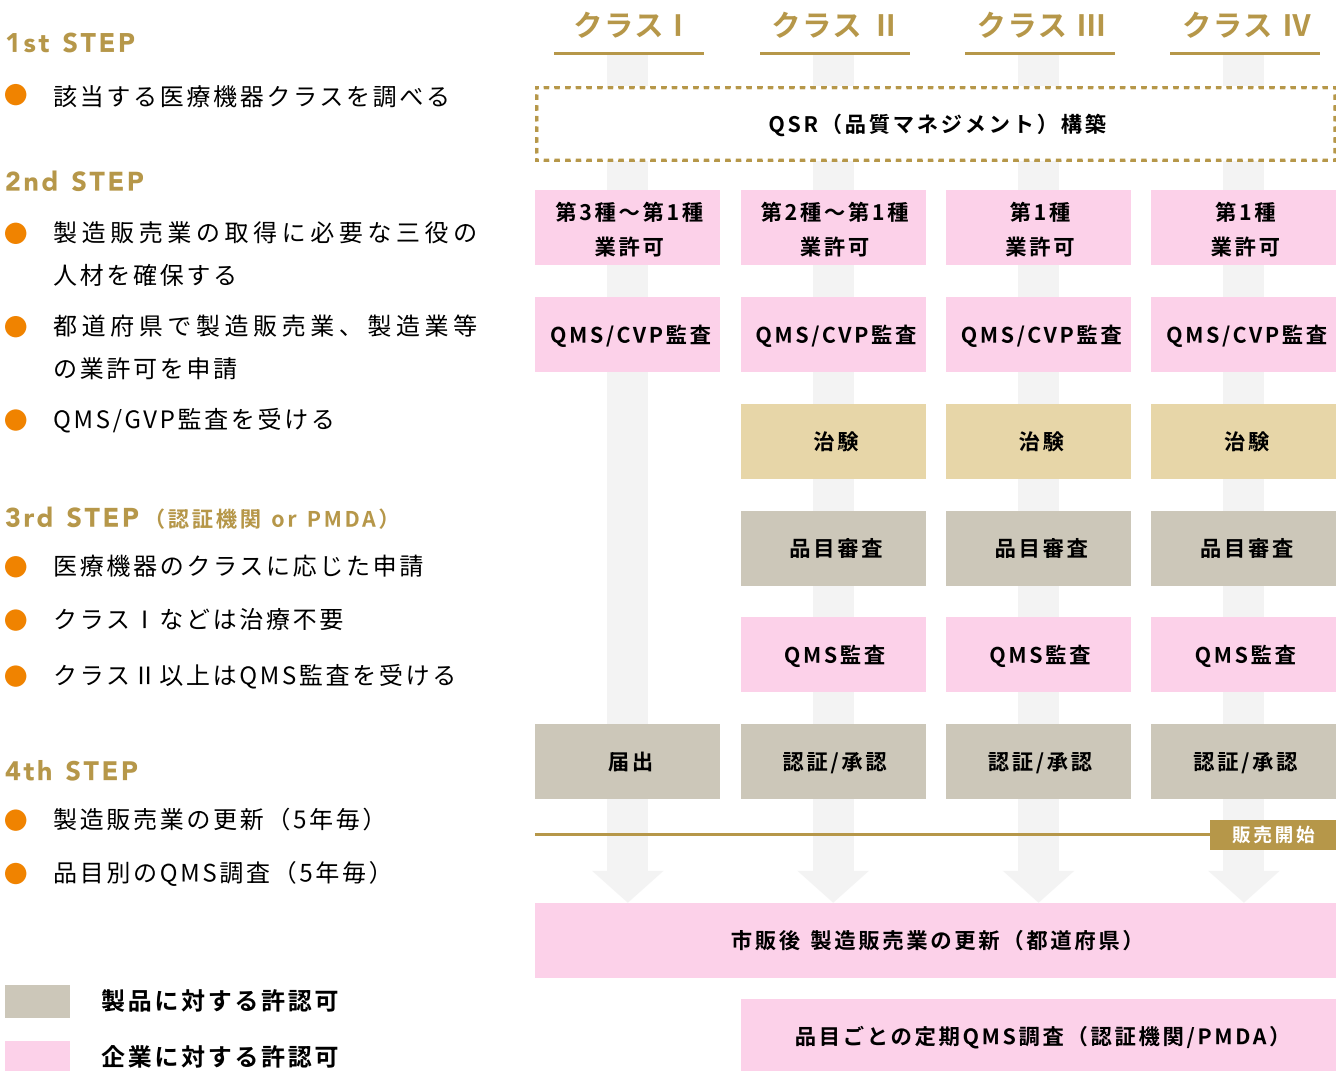 1st STEP
該当する医療機器クラスを調べる
2nd STEP
製造販売業の取得に必要な三役の
人材を確保する
都道府県で製造販売業、製造業等
の業許可を申請
QMS/GVP監査を受ける
3rd STEP（認証機関 or PMDA）
医療機器のクラスに応じた申請
クラスⅠなどは治療不要
クラスⅡ以上はQMS監査を受ける
4th STEP
製造販売業の更新（5年毎）
品目別のQMS調査（5年毎）
製品に対する許認可
企業に対する許認可
クラスⅠ クラスⅡ クラスⅢ クラスⅣ
QSR（品質マネジメント）構築
第3種～第1種 第2種～第1種 第1種 第1種
業許可 業許可 業許可 業許可
QMS/CVP監査 QMS/CVP監査 QMS/CVP監査 QMS/CVP監査
治験 治験 治験
品目審査 品目審査 品目審査
QMS監査 QMS監査 QMS監査
届出 認証/承認 認証/承認 認証/承認
販売開始
市販後 製造販売業の更新（都道府県）
品目ごとの定期QMS調査（認証機関/PMDA）